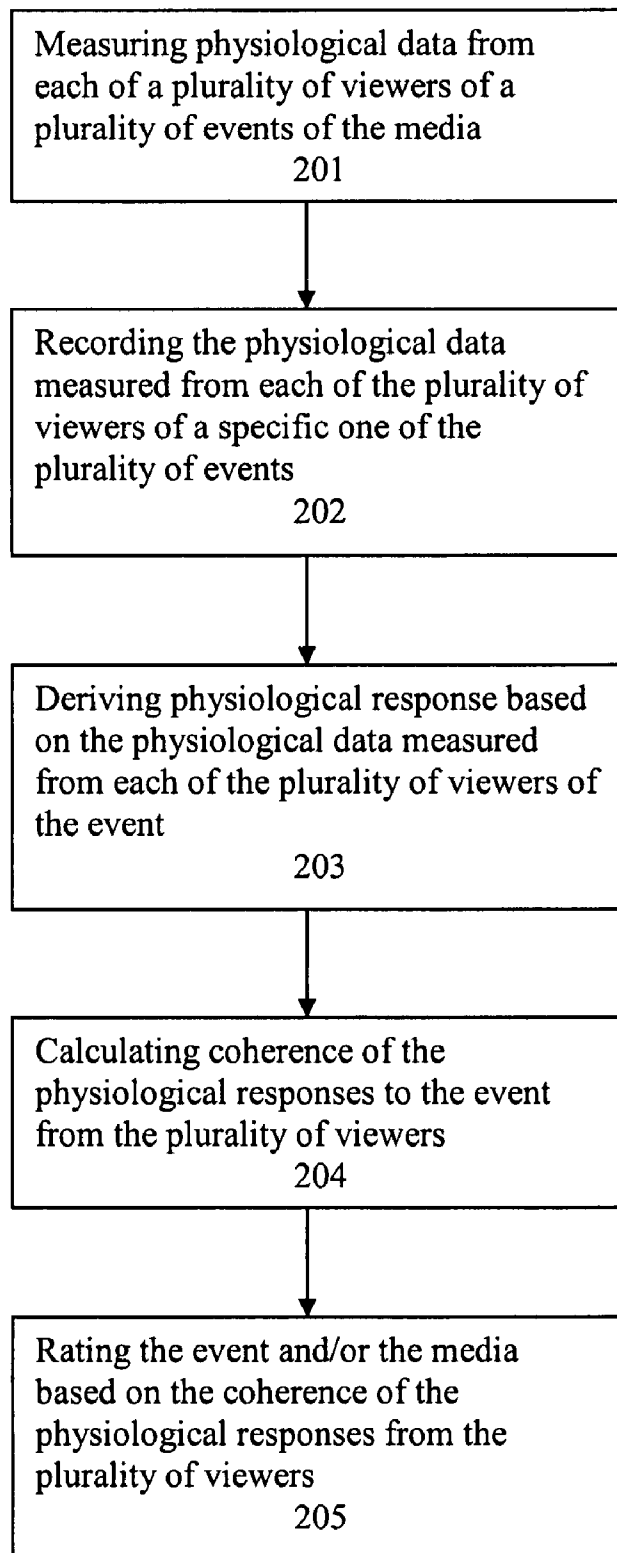 Measuring physiological data from
each of a plurality of viewers of a
plurality of events of the media
201
Recording the physiological data
measured from each of the plurality of
viewers of a specific one of the
plurality of events
202
Deriving physiological response based
on the physiological data measured
from each of the plurality of viewers of
the event
203
Calculating coherence of the
physiological responses to the event
from the plurality of viewers
204
Rating the event and/or the media
based on the coherence of the
physiological responses from the
plurality of viewers
205